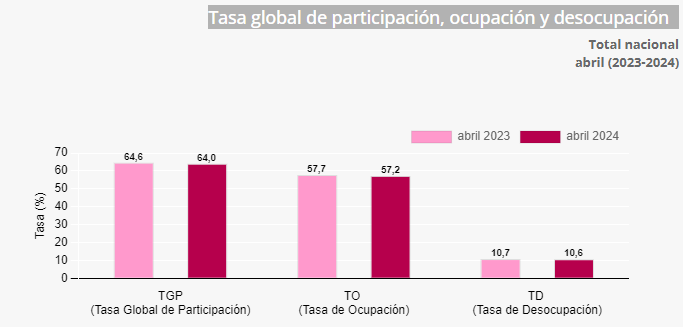 Tasa global de participación, ocupación y desocupación
Total nacional
abril (2023-2024)
abril 2023
abril 2024
Tasa (%)
70
60
50
40
30
20
10
0
64,6
64,0
57,7
57,2
10,7
10,6
TGP
(Tasa Global de Participación)
TO
(Tasa de Ocupación)
TD
(Tasa de Desocupación)